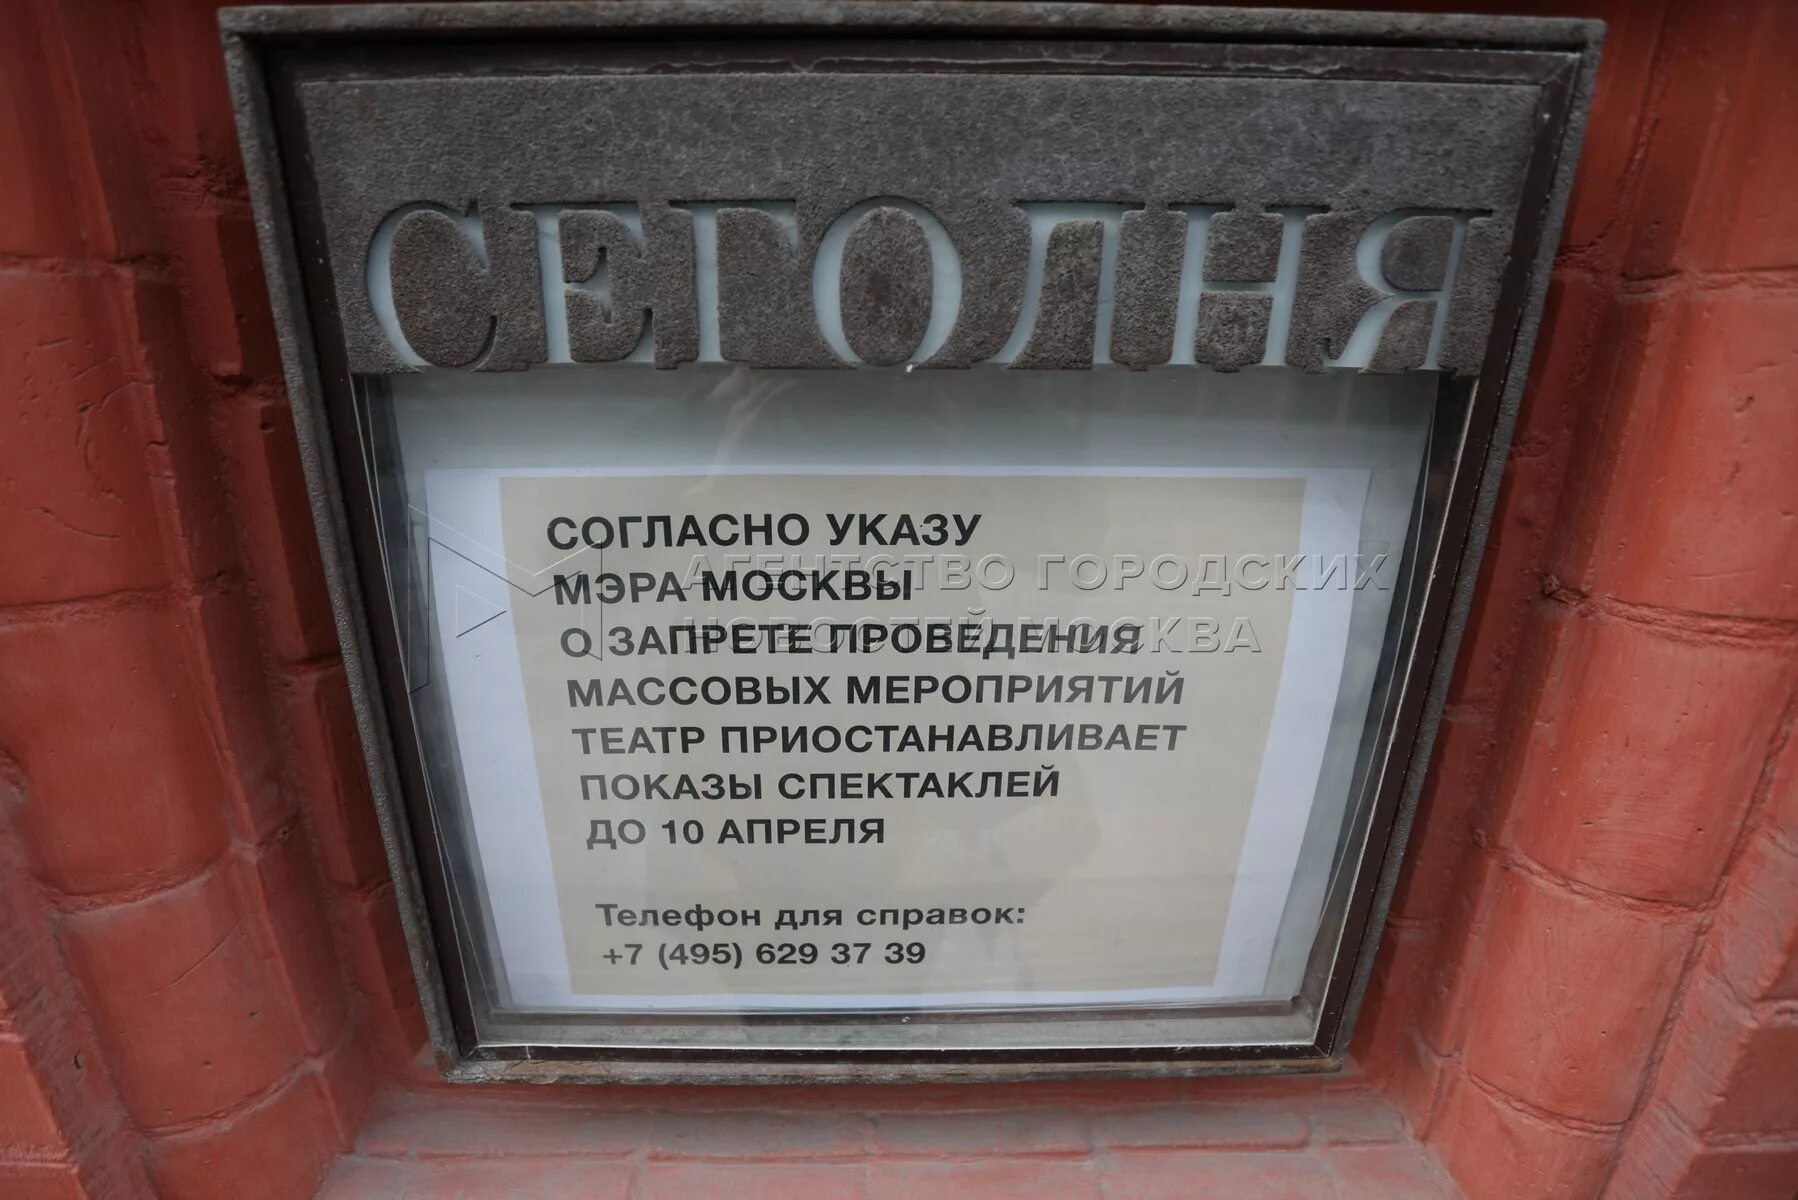 СЕГОДНЯ
СОГЛАСНО УКАЗУ
МЭРА МОСКВЫ
О ЗАПРЕТЕ ПРОВЕДЕНИЯ
МАССОВЫХ МЕРОПРИЯТИЙ
ТЕАТР ПРИОСТАНАВЛИВАЕТ
ПОКАЗЫ СПЕКТАКЛЕЙ
ДО 10 АПРЕЛЯ
Телефон для справок:
+7 (495) 629 37 39
АГЕНТСТВО ГОРОДСКИХ
НОВОСТЕЙ МОСКВА